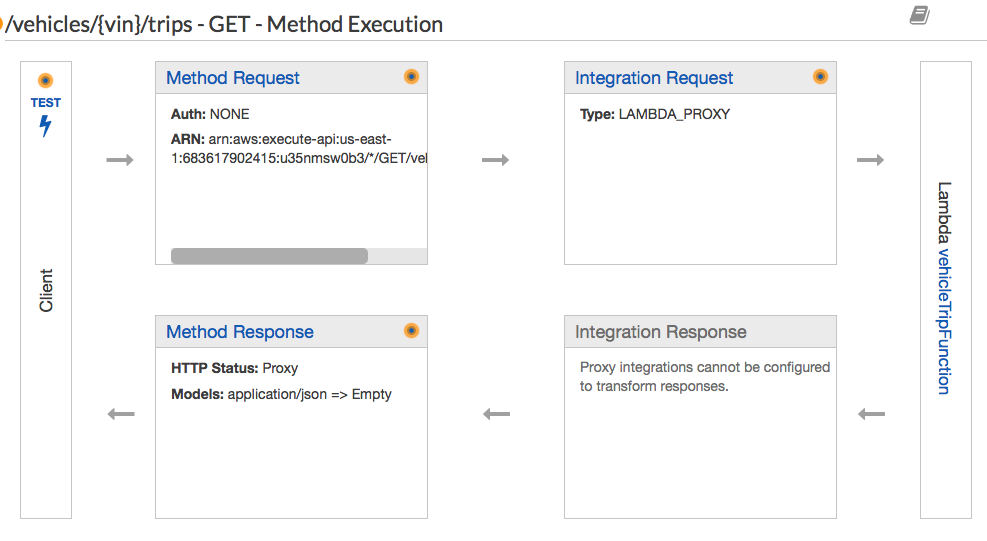 /vehicles/{vin}/trips - GET - Method Execution
TEST
Client
Method Request
Auth: NONE
ARN: arn:aws:execute-api:us-east-
1:683617902415:u35nmsw0b3/*/GET/vel
Integration Request
Type: LAMBDA_PROXY
Lambda vehicleTripFunction
Method Response
HTTP Status: Proxy
Models: application/json => Empty
Integration Response
Proxy integrations cannot be configured
to transform responses.